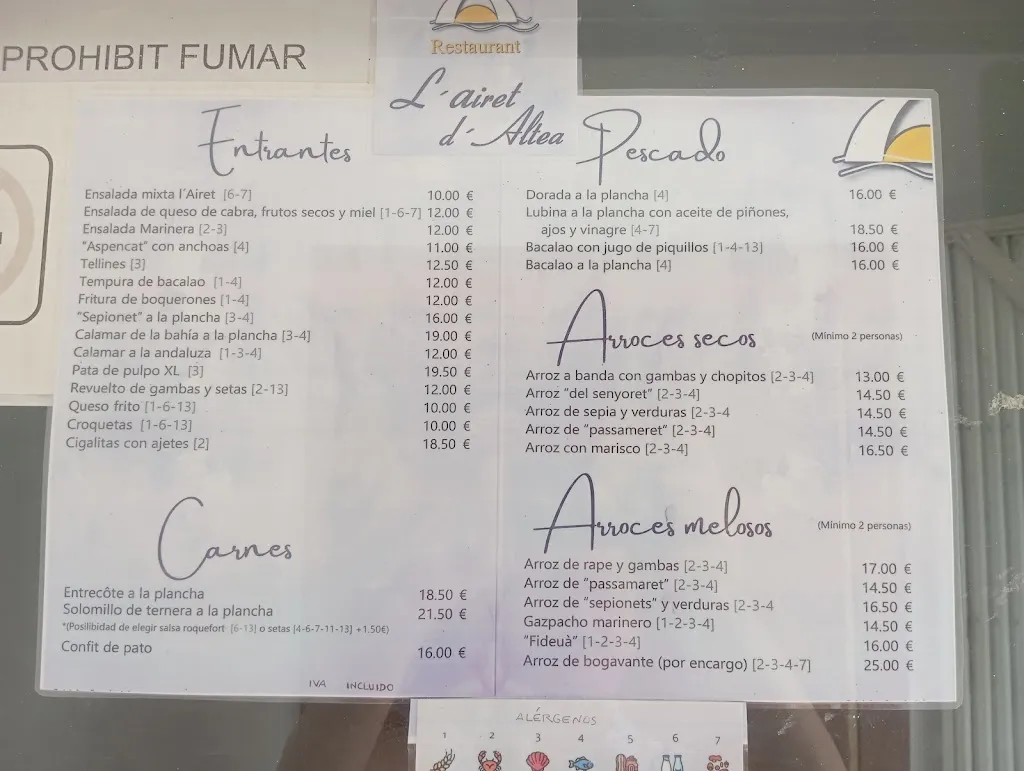 PROHIBIT FUMAR
Restaurant
L´airet
d´Altea
Entrantes
Ensalada mixta l´Airet [6-7] 10.00 €
Ensalada de queso de cabra, frutos secos y miel [1-6-7] 12.00 €
Ensalada Marinera [2-3] 12.00 €
"Aspencat" con anchoas [4] 11.00 €
Tellines [3] 12.50 €
Tempura de bacalao [1-4] 12.00 €
Fritura de boquerones [1-4] 12.00 €
"Sepionet" a la plancha [3-4] 16.00 €
Calamar de la bahía a la plancha [3-4] 19.00 €
Calamar a la andaluza [1-3-4] 12.00 €
Pata de pulpo XL [3] 19.50 €
Revuelto de gambas y setas [2-13] 12.00 €
Queso frito [1-6-13] 10.00 €
Croquetas [1-6-13] 10.00 €
Cigalitas con ajetes [2] 18.50 €
Carnes
Entrecôte a la plancha 18.50 €
Solomillo de ternera a la plancha 21.50 €
*(Posilibidad de elegir salsa roquefort [6-13] o setas [4-6-7-11-13] +1.50€)
Confit de pato 16.00 €
IVA INCLUIDO
Pescado
Dorada a la plancha [4] 16.00 €
Lubina a la plancha con aceite de piñones,
ajos y vinagre [4-7] 18.50 €
Bacalao con jugo de piquillos [1-4-13] 16.00 €
Bacalao a la plancha [4] 16.00 €
Arroces secos (Mínimo 2 personas)
Arroz a banda con gambas y chopitos [2-3-4] 13.00 €
Arroz "del senyoret" [2-3-4] 14.50 €
Arroz de sepia y verduras [2-3-4 14.50 €
Arroz de "passameret" [2-3-4] 14.50 €
Arroz con marisco [2-3-4] 16.50 €
Arroces melosos (Mínimo 2 personas)
Arroz de rape y gambas [2-3-4] 17.00 €
Arroz de "passamaret" [2-3-4] 14.50 €
Arroz de "sepionets" y verduras [2-3-4 16.50 €
Gazpacho marinero [1-2-3-4] 14.50 €
"Fideuà" [1-2-3-4] 16.00 €
Arroz de bogavante (por encargo) [2-3-4-7] 25.00 €
ALÉRGENOS
1 2 3 4 5 6 7